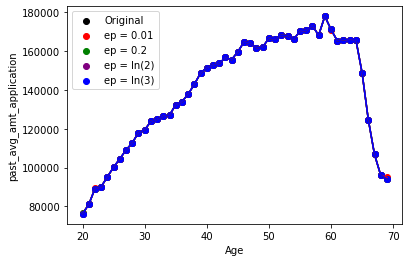 180000
160000
140000
120000
100000
80000
past_avg_amt_application
Original
ep = 0.01
ep = 0.2
ep = ln(2)
ep = ln(3)
20 30 40 50 60 70
Age